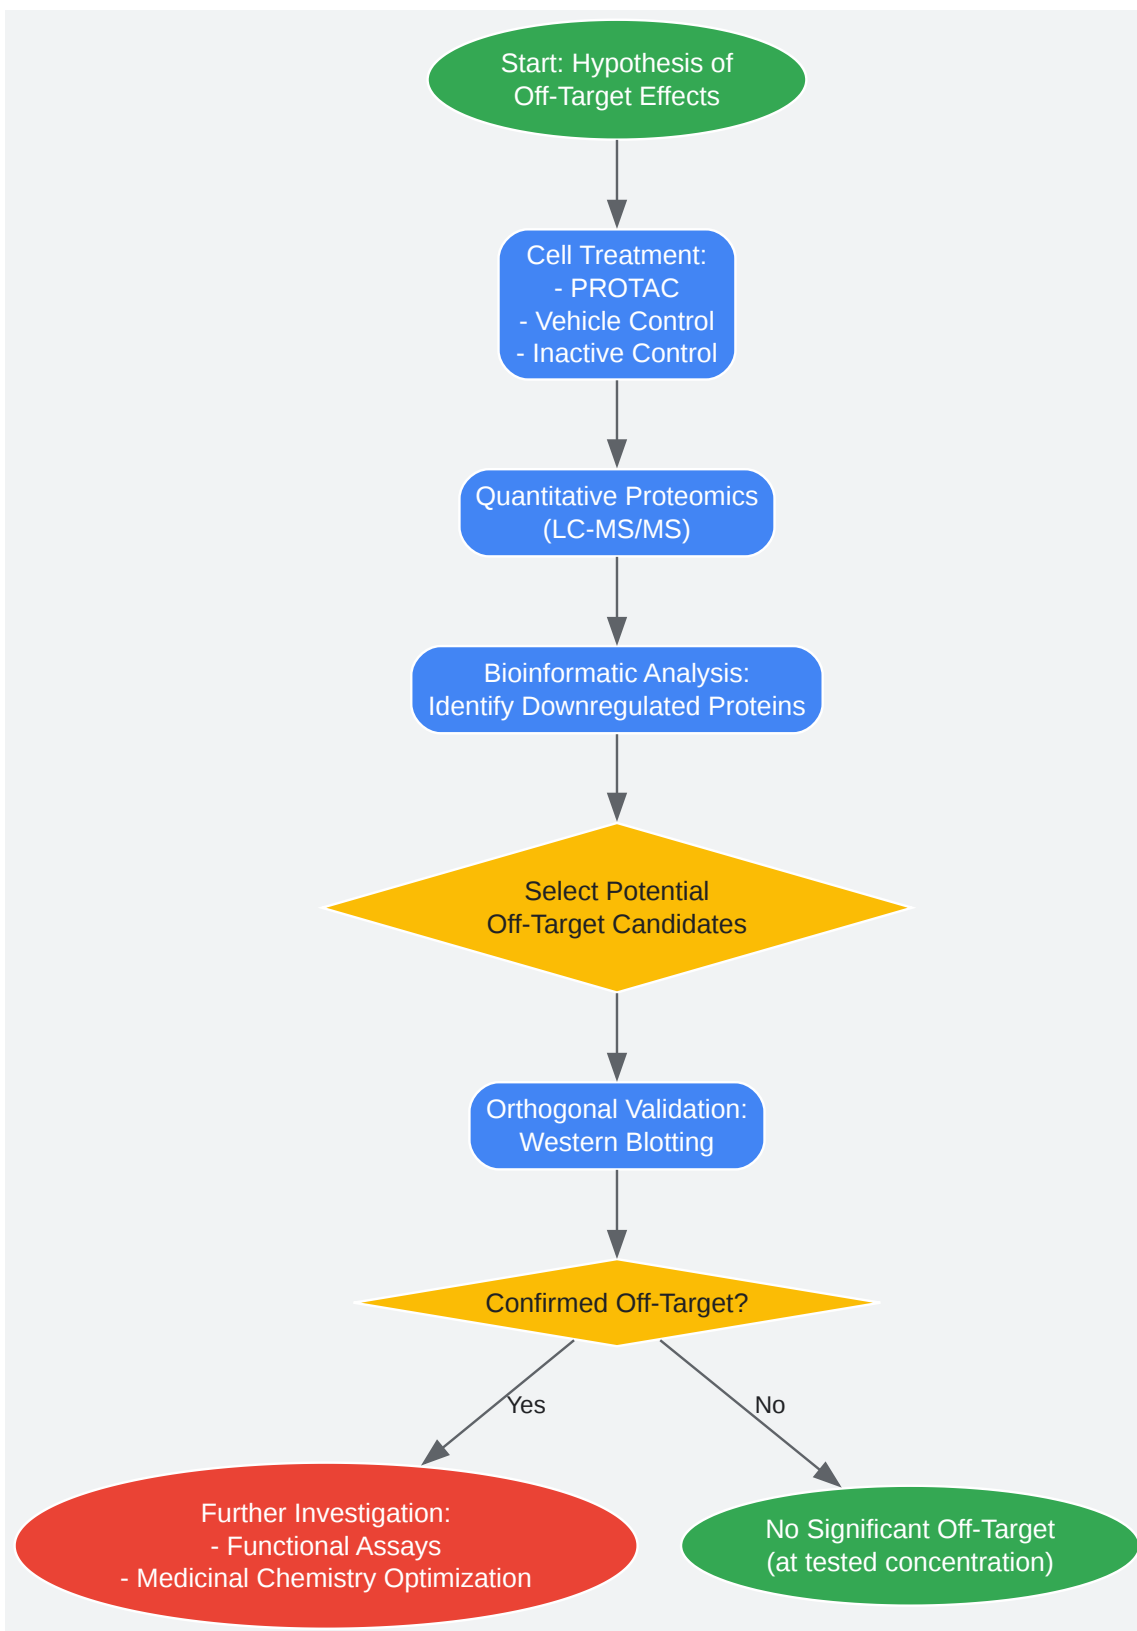 Start: Hypothesis of
Off-Target Effects
Cell Treatment:
- PROTAC
- Vehicle Control
- Inactive Control
Quantitative Proteomics
(LC-MS/MS)
Bioinformatic Analysis:
Identify Downregulated Proteins
Select Potential
Off-Target Candidates
Orthogonal Validation:
Western Blotting
Confirmed Off-Target?
Yes
No
Further Investigation:
- Functional Assays
- Medicinal Chemistry Optimization
No Significant Off-Target
(at tested concentration)